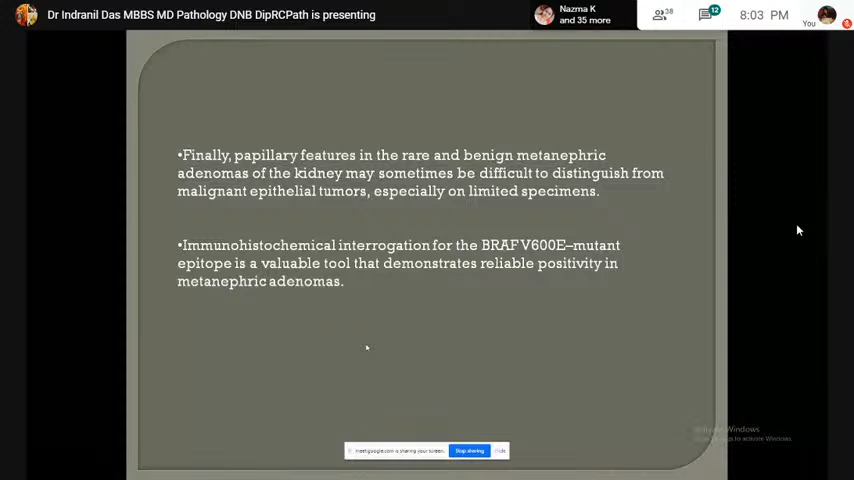 Dr Indranil Das MBBS MD Pathology DNB DipRCPath is presenting
Nazma K
and 35 more
38
12
8:03 PM
You
•Finally, papillary features in the rare and benign metanephric
adenomas of the kidney may sometimes be difficult to distinguish from
malignant epithelial tumors, especially on limited specimens.
•Immunohistochemical interrogation for the BRAF V600E–mutant
epitope is a valuable tool that demonstrates reliable positivity in
metanephric adenomas.
Windows
to activate Windows.
meet.google.com is sharing your screen.
Stop sharing
Hide